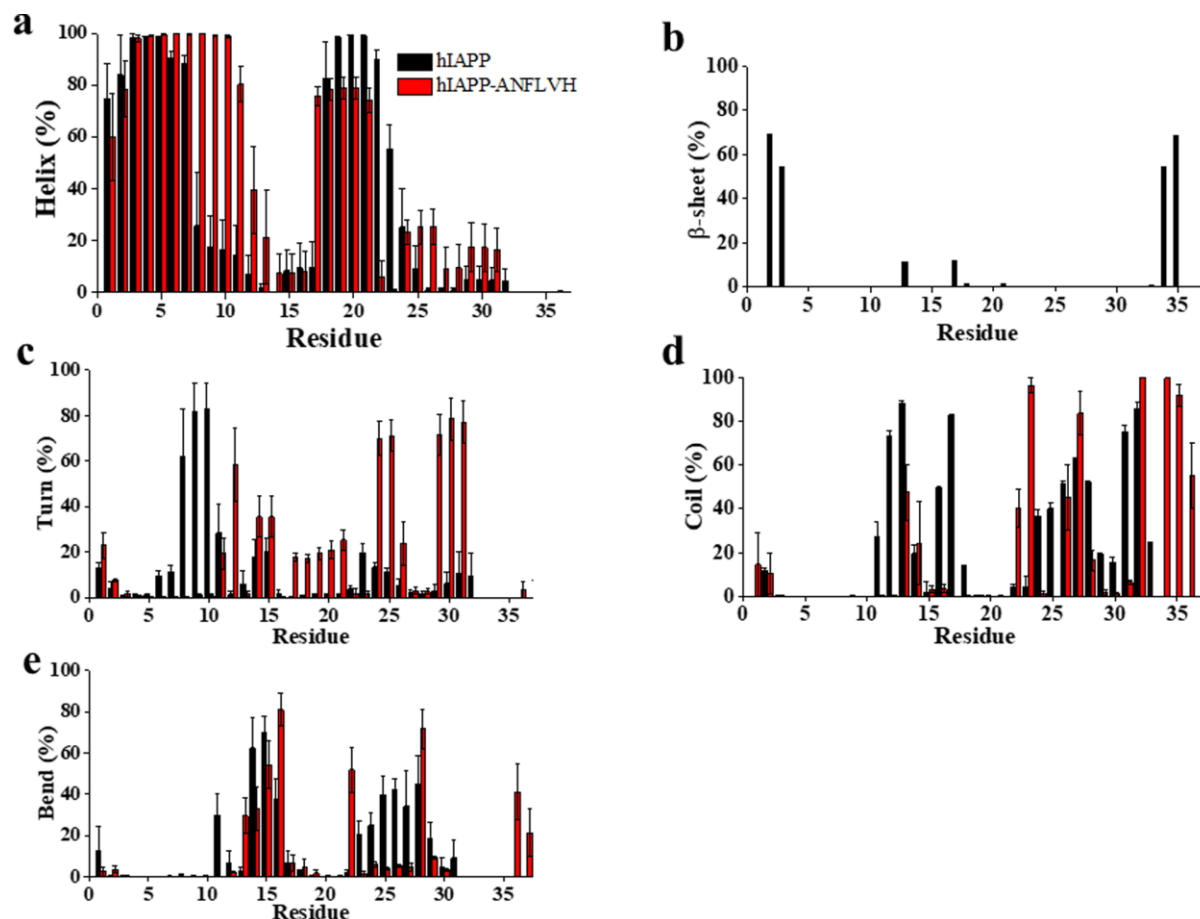 a
100
80
60
40
20
0
Helix (%)
hIAPP
hIAPP-ANFLVH
0 5 10 15 20 25 30 35
Residue
b
100
80
60
40
20
0
β-sheet (%)
0 5 10 15 20 25 30 35
Residue
c
100
80
60
40
20
0
Turn (%)
0 5 10 15 20 25 30 35
Residue
d
100
80
60
40
20
0
Coil (%)
0 5 10 15 20 25 30 35
Residue
e
100
80
60
40
20
0
Bend (%)
0 5 10 15 20 25 30 35
Residue